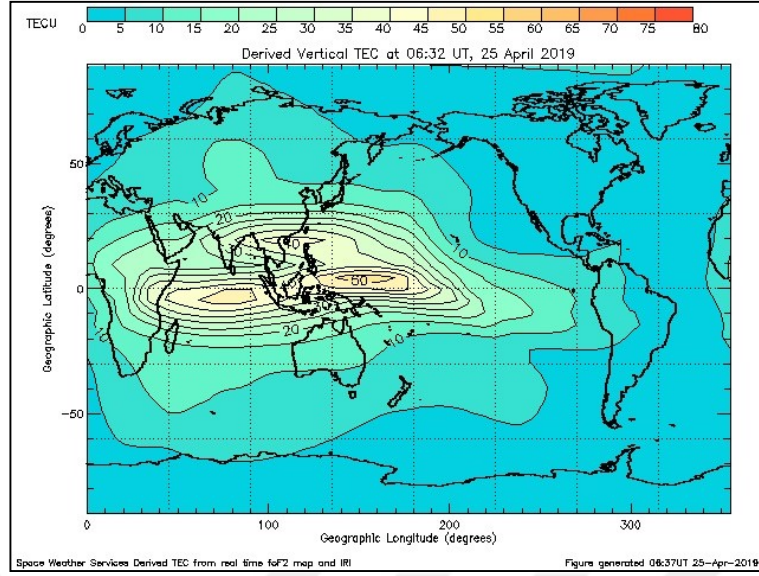 TECU 0 5 10 15 20 25 30 35 40 45 50 55 60 65 70 75 80
Derived Vertical TEC at 06:32 UT, 25 April 2019
Geographic Latitude (degrees)
50
0
-50
10
20
50
20
10
10
10
0 100 200 300
Geographic Longitude (degrees)
Space Weather Services Derived TEC from real time foF2 map and IRI
Figure generated 06:37UT 25-Apr-2019